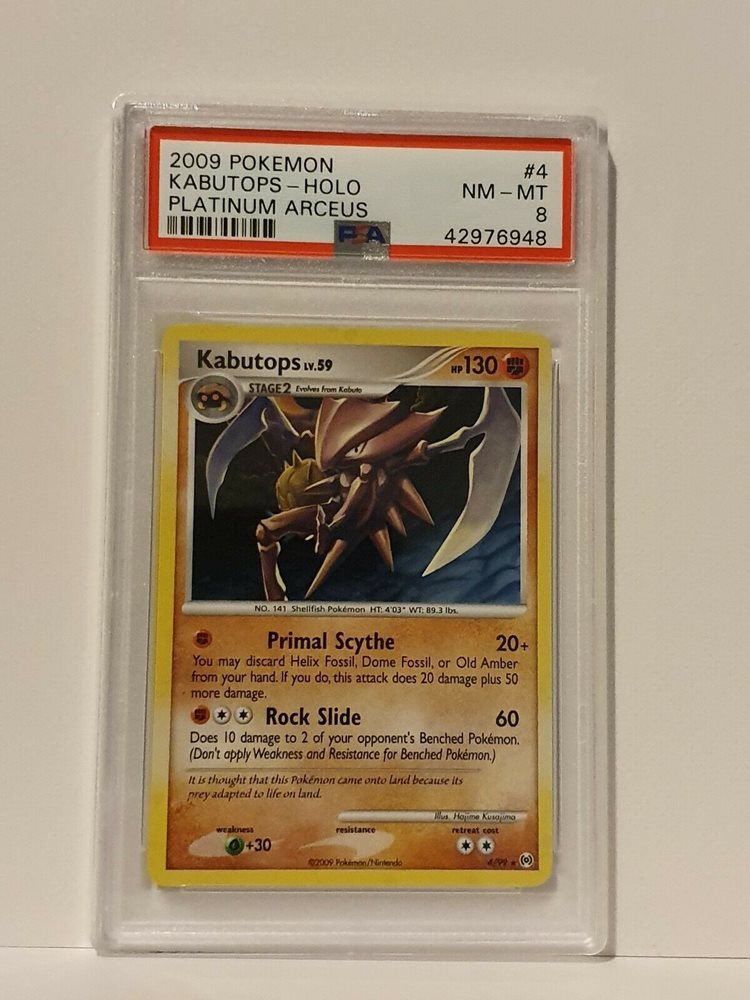 2009 POKEMON #4
KABUTOPS - HOLO NM - MT
PLATINUM ARCEUS 8
PSA 42976948
Kabutops LV.59 HP 130
STAGE 2 Evolves from Kabuto
NO. 141 Shellfish Pokémon HT: 4'03" WT: 89.3 lbs.
Primal Scythe 20+
You may discard Helix Fossil, Dome Fossil, or Old Amber
from your hand. If you do, this attack does 20 damage plus 50
more damage.
Rock Slide 60
Does 10 damage to 2 of your opponent's Benched Pokémon.
(Don't apply Weakness and Resistance for Benched Pokémon.)
It is thought that this Pokémon came onto land because its
prey adapted to life on land.
Illus. Hajime Kusajima
weakness resistance retreat cost
+30
©2009 Pokémon/Nintendo 4/99